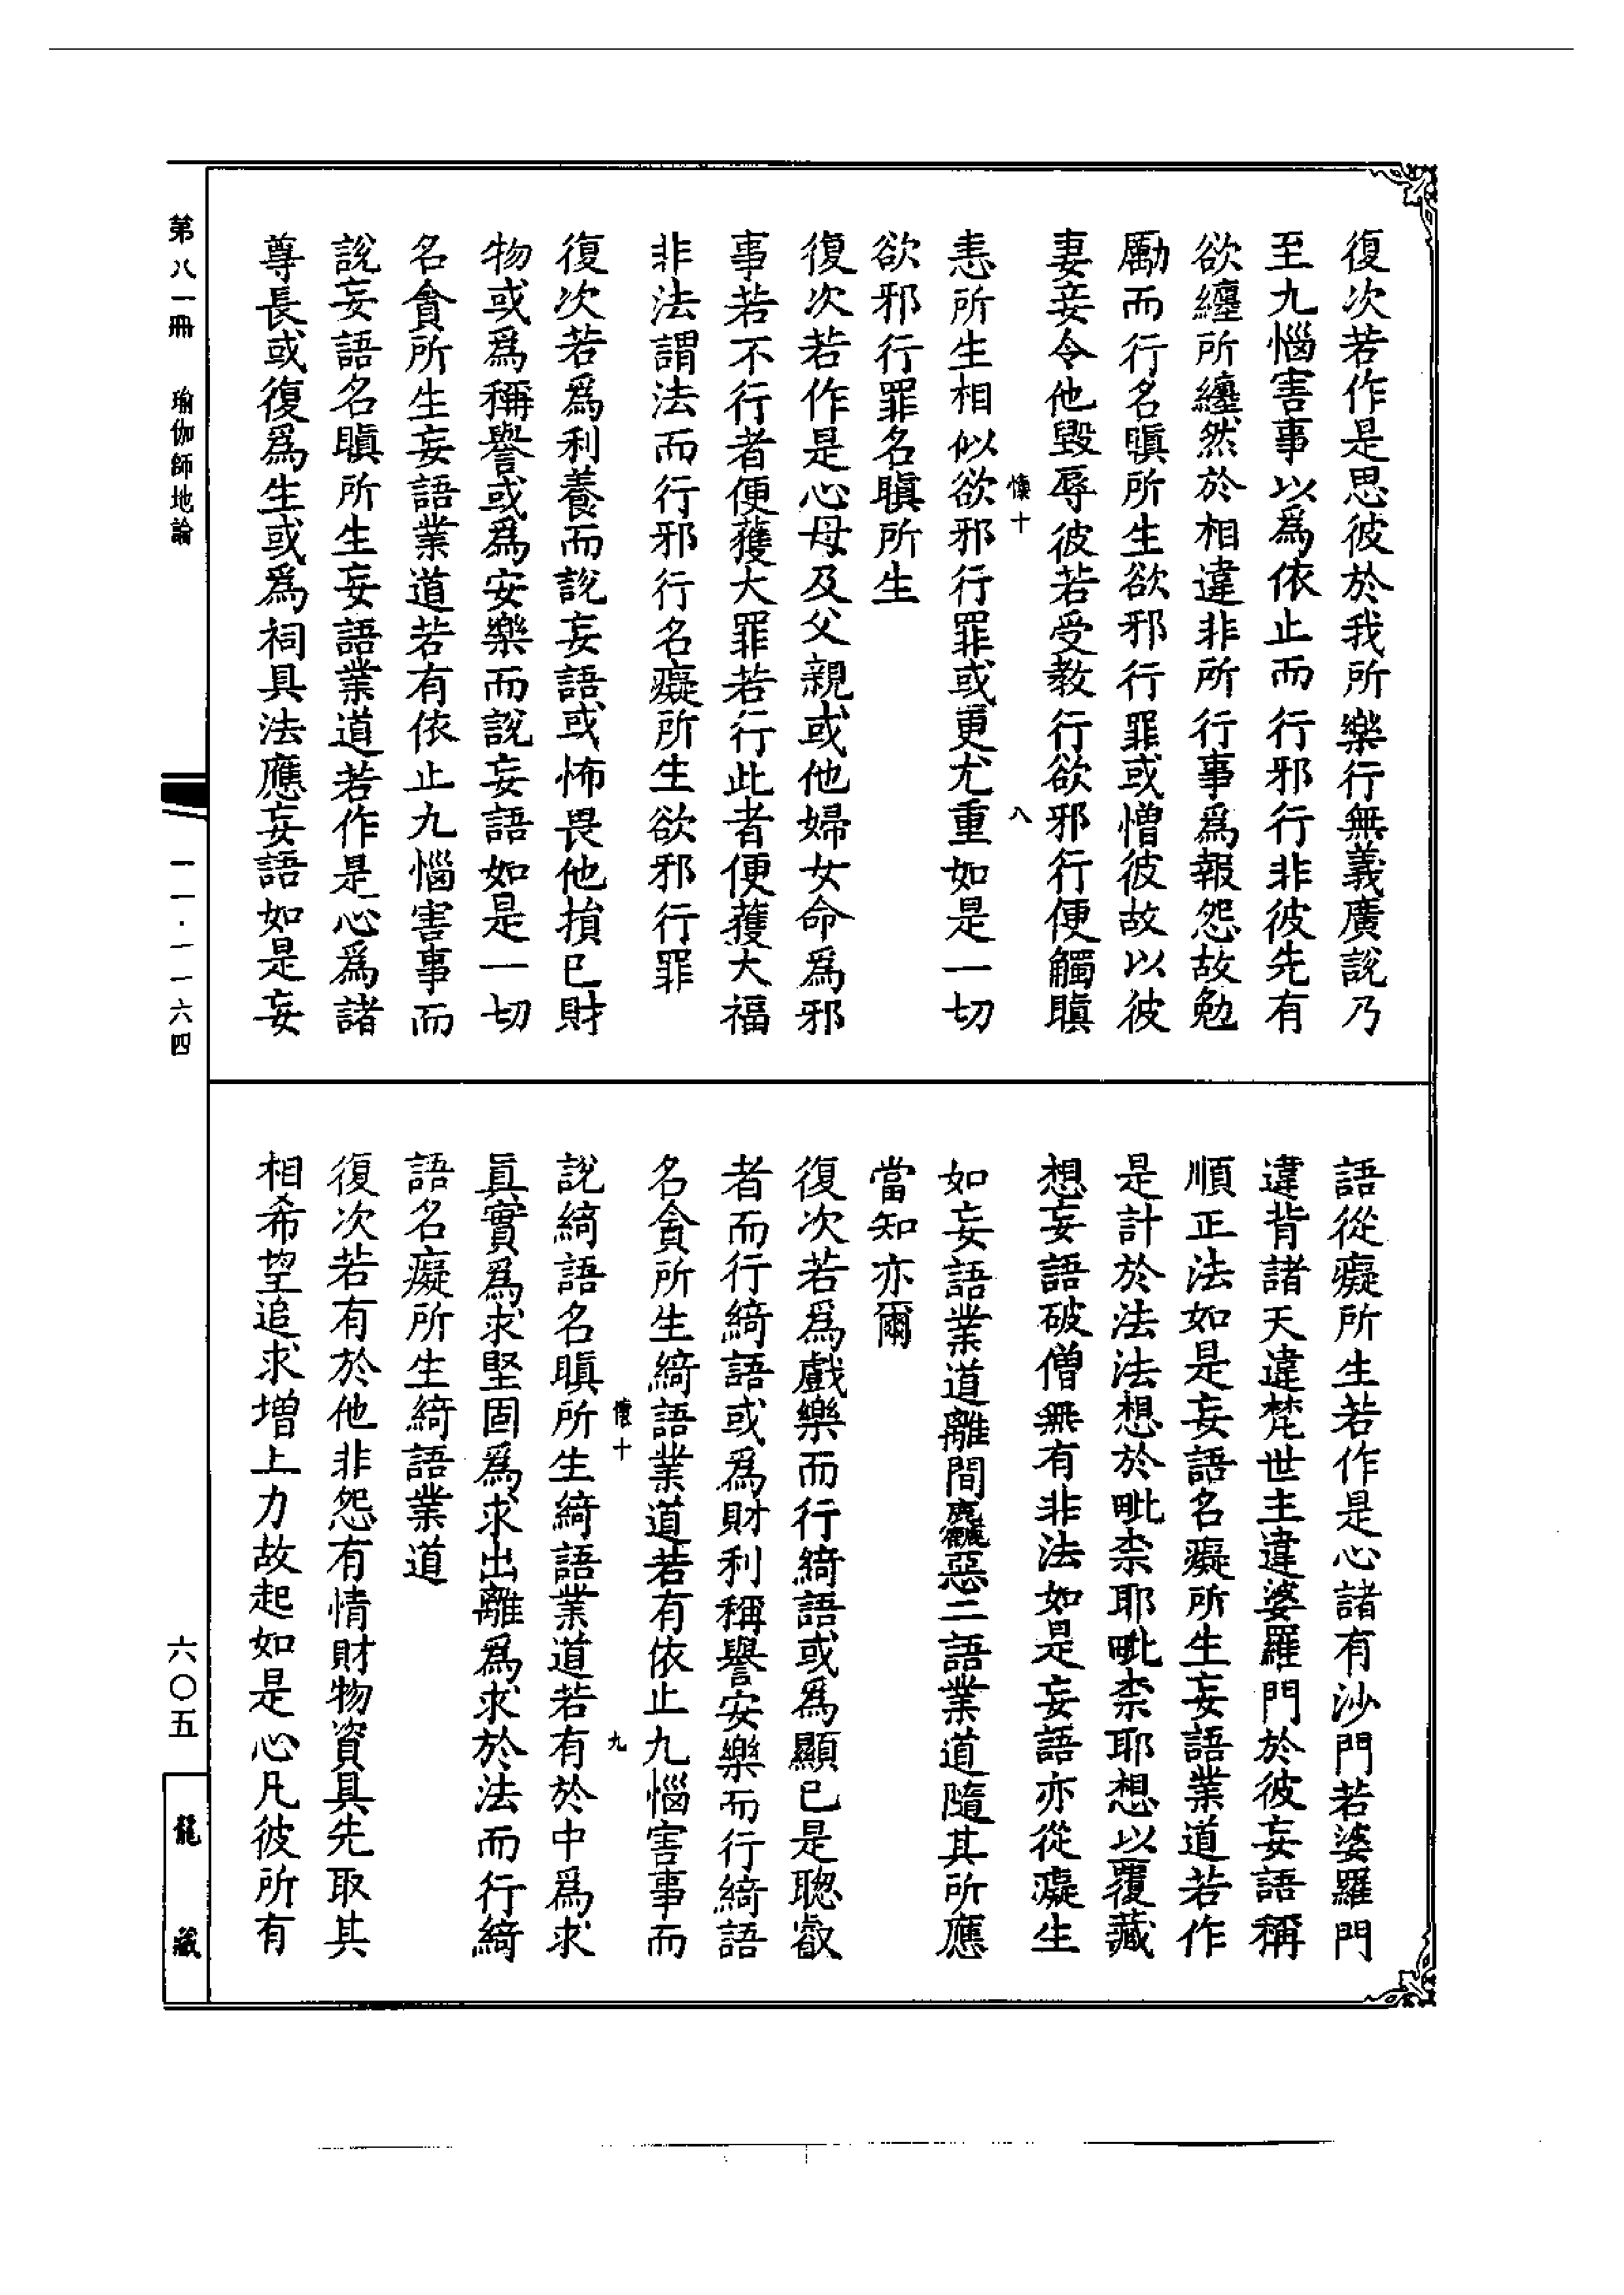 復次若作是思彼於我所樂行無義廣說乃
至九惱害事以爲依止而行邪行非彼先有
欲纏所纏然於相違非所行事爲報怨故勉
勵而行名瞋所生欲邪行罪或憎彼故以彼
妻妾令他毀辱彼若受教行欲邪行便觸瞋
懷十 八
恚所生相似欲邪行罪或更尤重如是一切
欲邪行罪名瞋所生
復次若作是心母及父親或他婦女命爲邪
事若不行者便獲大罪若行此者便獲大福
非法謂法而行邪行名癡所生欲邪行罪
復次若爲利養而說妄語或怖畏他損已財
物或爲稱譽或爲安樂而說妄語如是一切
名貪所生妄語業道若有依止九惱害事而
說妄語名瞋所生妄語業道若作是心爲諸
尊長或復爲生或爲祠具法應妄語如是妄
語從癡所生若作是心諸有沙門若婆羅門
違背諸天違梵世主違婆羅門於彼妄語稱
順正法如是妄語名癡所生妄語業道若作
是計於法法想於毗柰耶毗柰耶想以覆藏
想妄語破僧無有非法如是妄語亦從癡生
如妄語業道離間麤惡二語業道隨其所應
當知亦爾
復次若爲戲樂而行綺語或爲顯已是聰叡
者而行綺語或爲財利稱譽安樂而行綺語
名貪所生綺語業道若有依止九惱害事而
懷十 九
說綺語名瞋所生綺語業道若有於中爲求
眞實爲求堅固爲求出離爲求於法而行綺
語名癡所生綺語業道
復次若有於他非怨有情財物資具先取其
相希望追求增上力故起如是心凡彼所有
第八一冊 瑜伽師地論
一一·一一六四
六〇五
龍藏